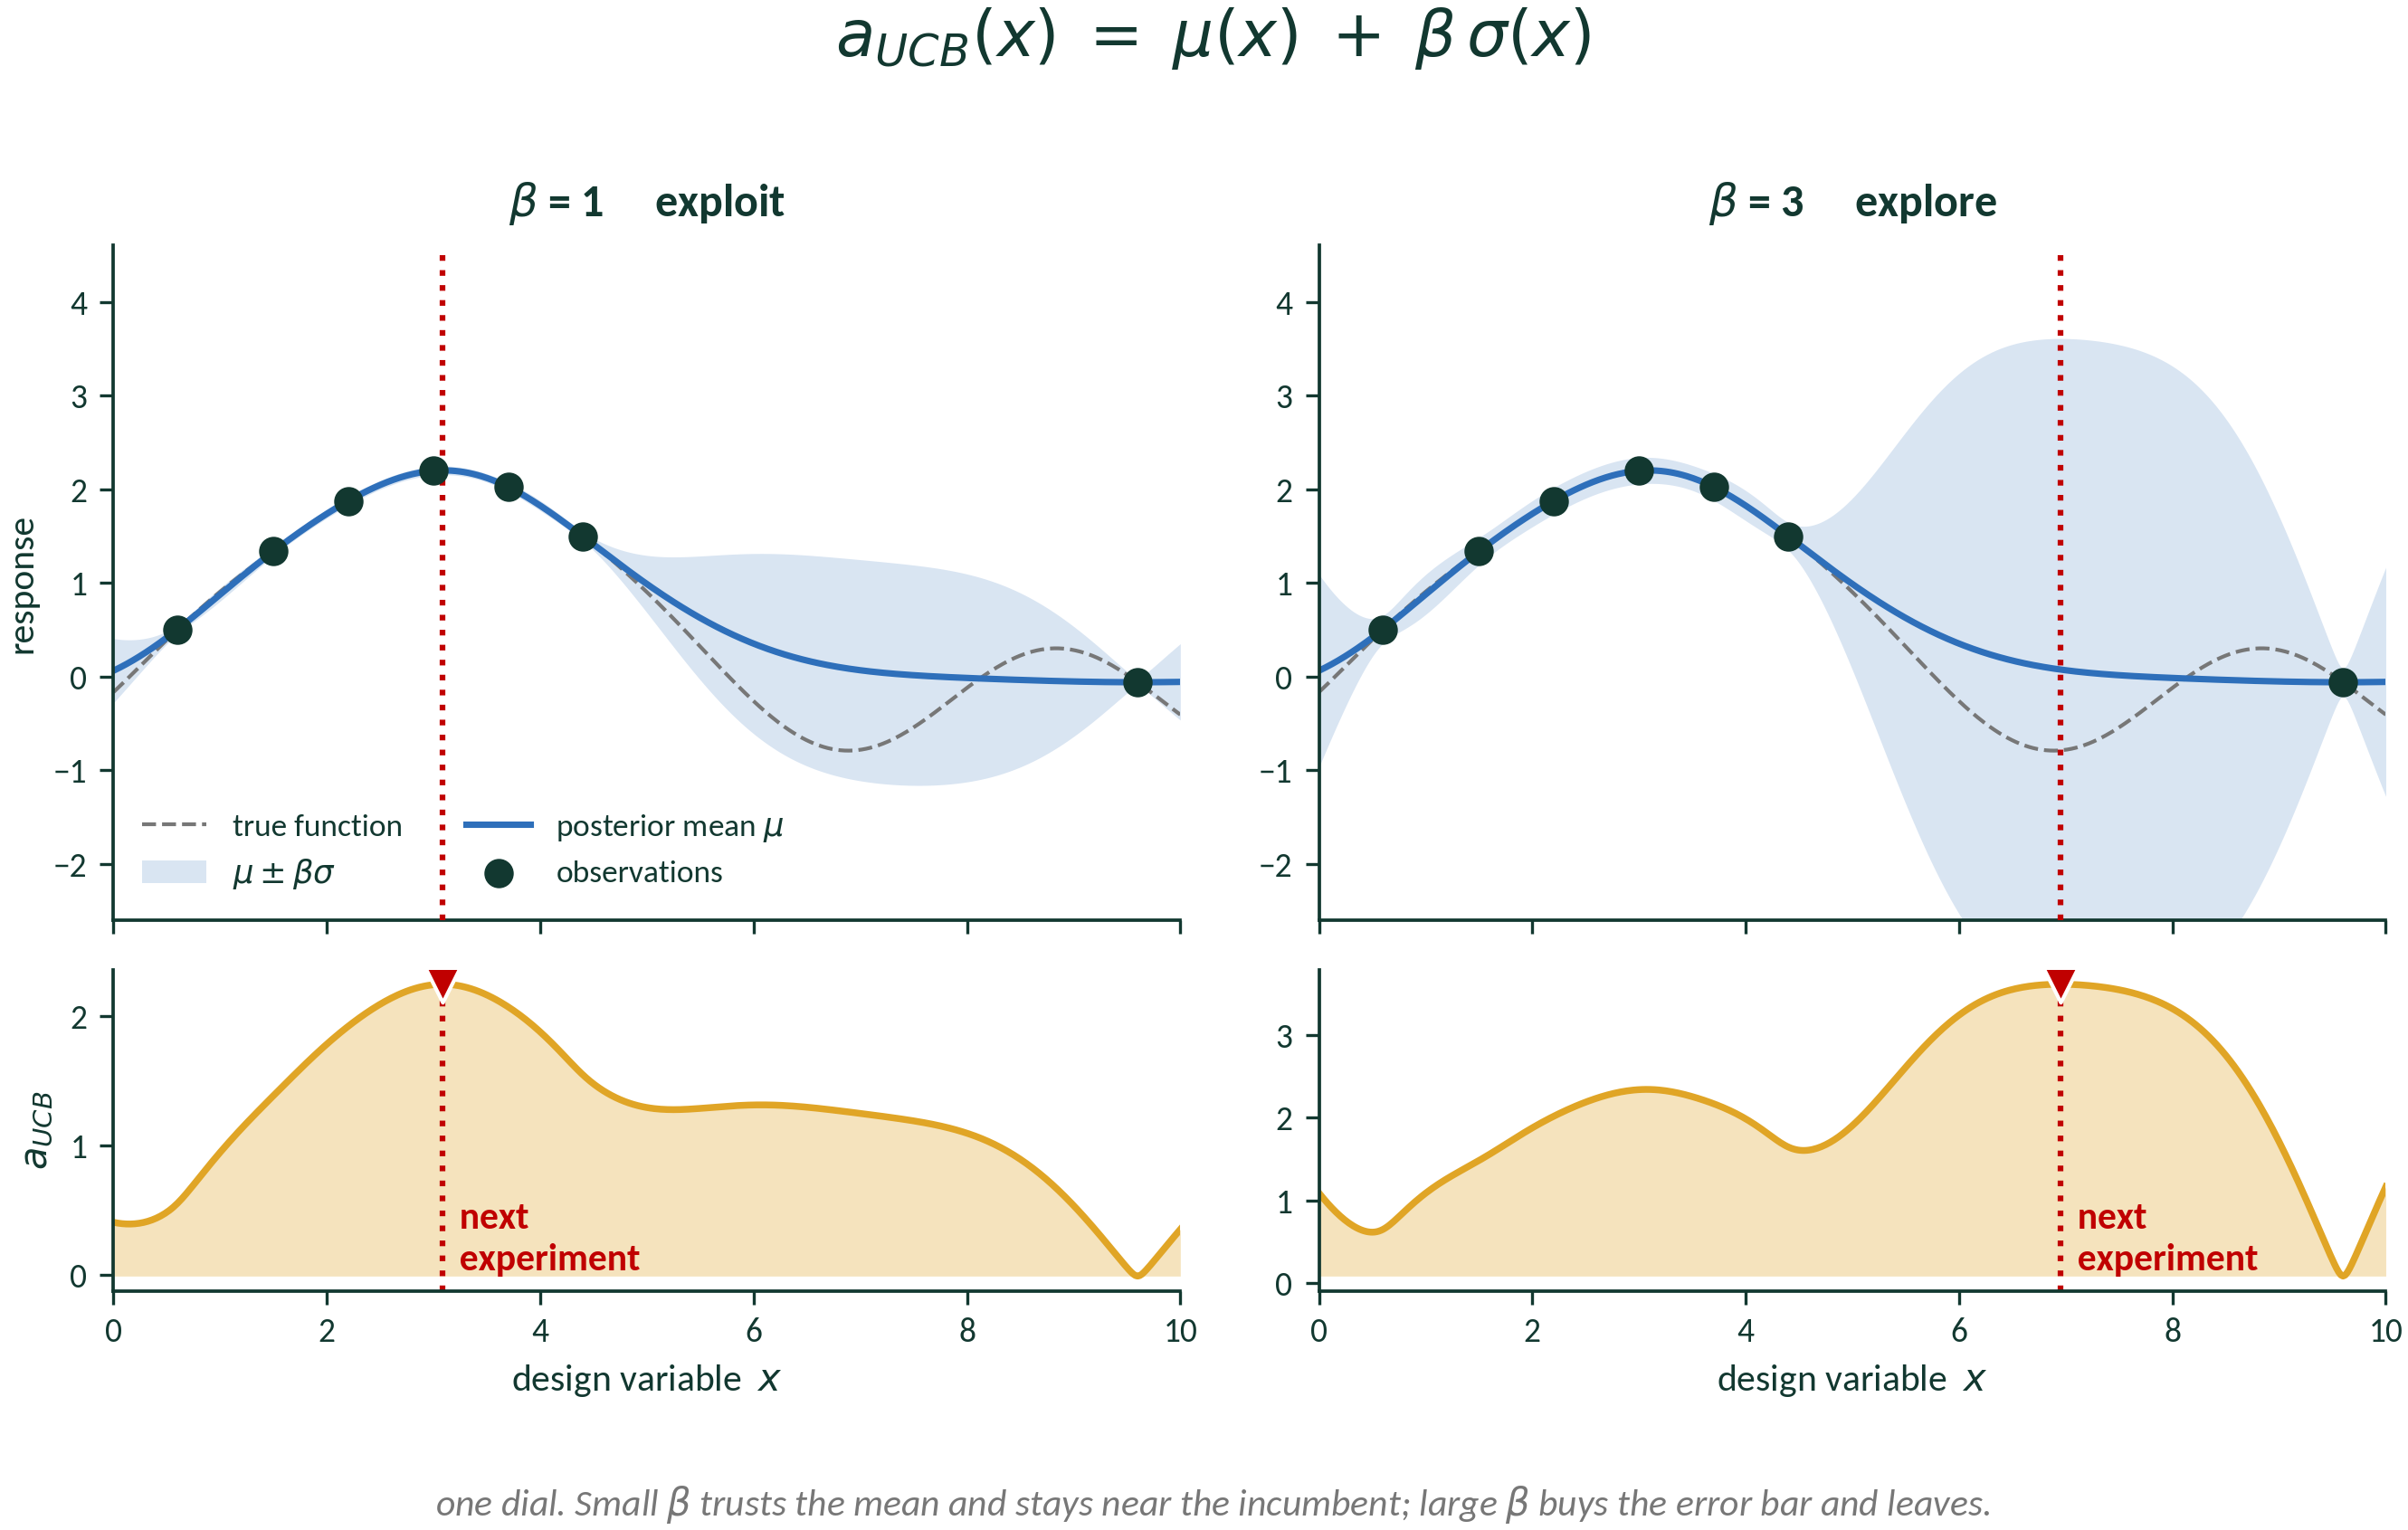 a_UCB(x) = μ(x) + β σ(x)
β = 1 exploit
β = 3 explore
response
4
3
2
1
0
−1
−2
true function
μ ± βσ
posterior mean μ
observations
4
3
2
1
0
−1
−2
a_UCB
2
1
0
next
experiment
0
2
4
6
8
10
design variable x
3
2
1
0
next
experiment
0
2
4
6
8
10
design variable x
one dial. Small β trusts the mean and stays near the incumbent; large β buys the error bar and leaves.